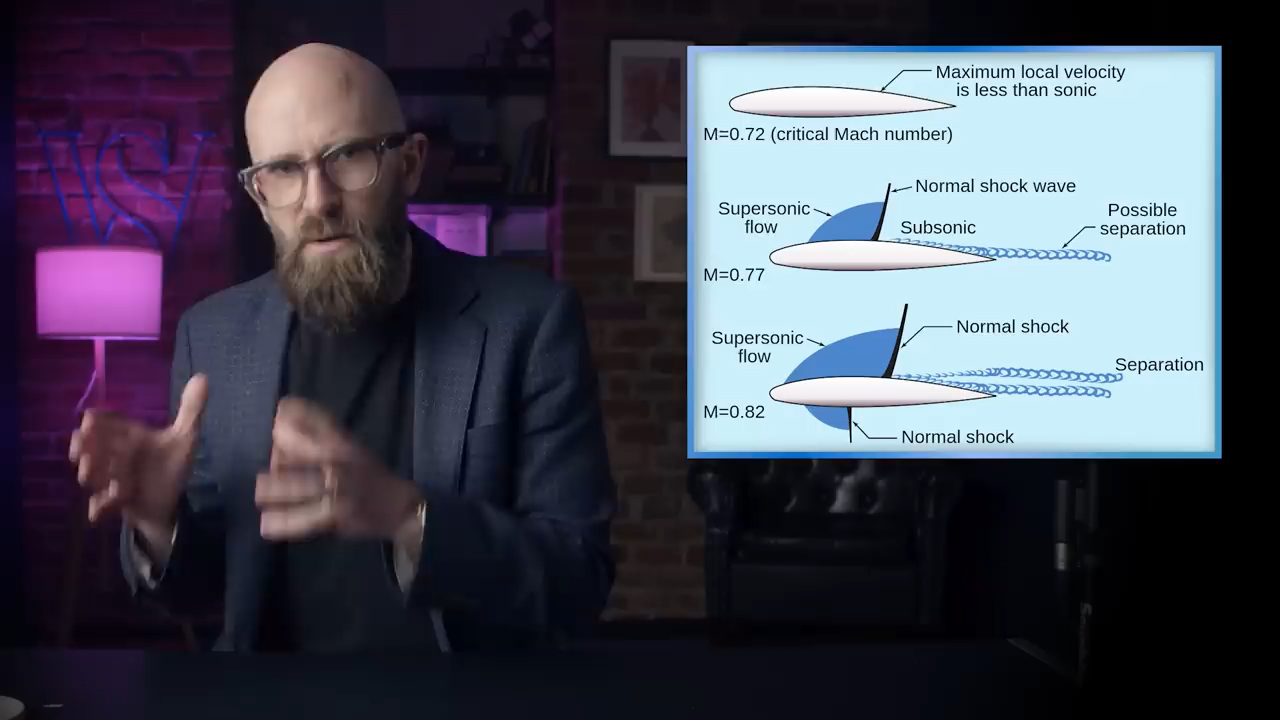 Maximum local velocity
is less than sonic
M=0.72 (critical Mach number)
Normal shock wave
Supersonic
flow
Subsonic
Possible
separation
M=0.77
Supersonic
flow
Normal shock
Separation
M=0.82
Normal shock